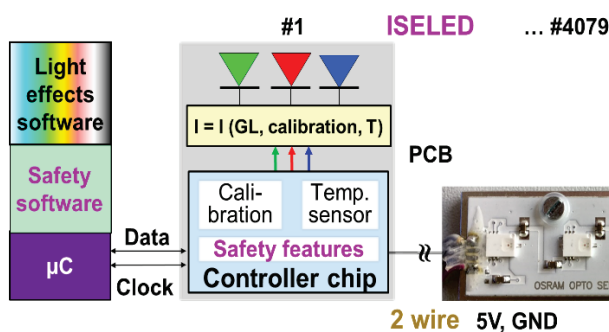 #1 ISELED ... #4079
Light
effects
software
I = I (GL, calibration, T)
PCB
Safety
software
Cali-
bration
Temp.
sensor
Data
Safety features
µC
Controller chip
Clock
OSRAM OPTO SE
2 wire 5V, GND